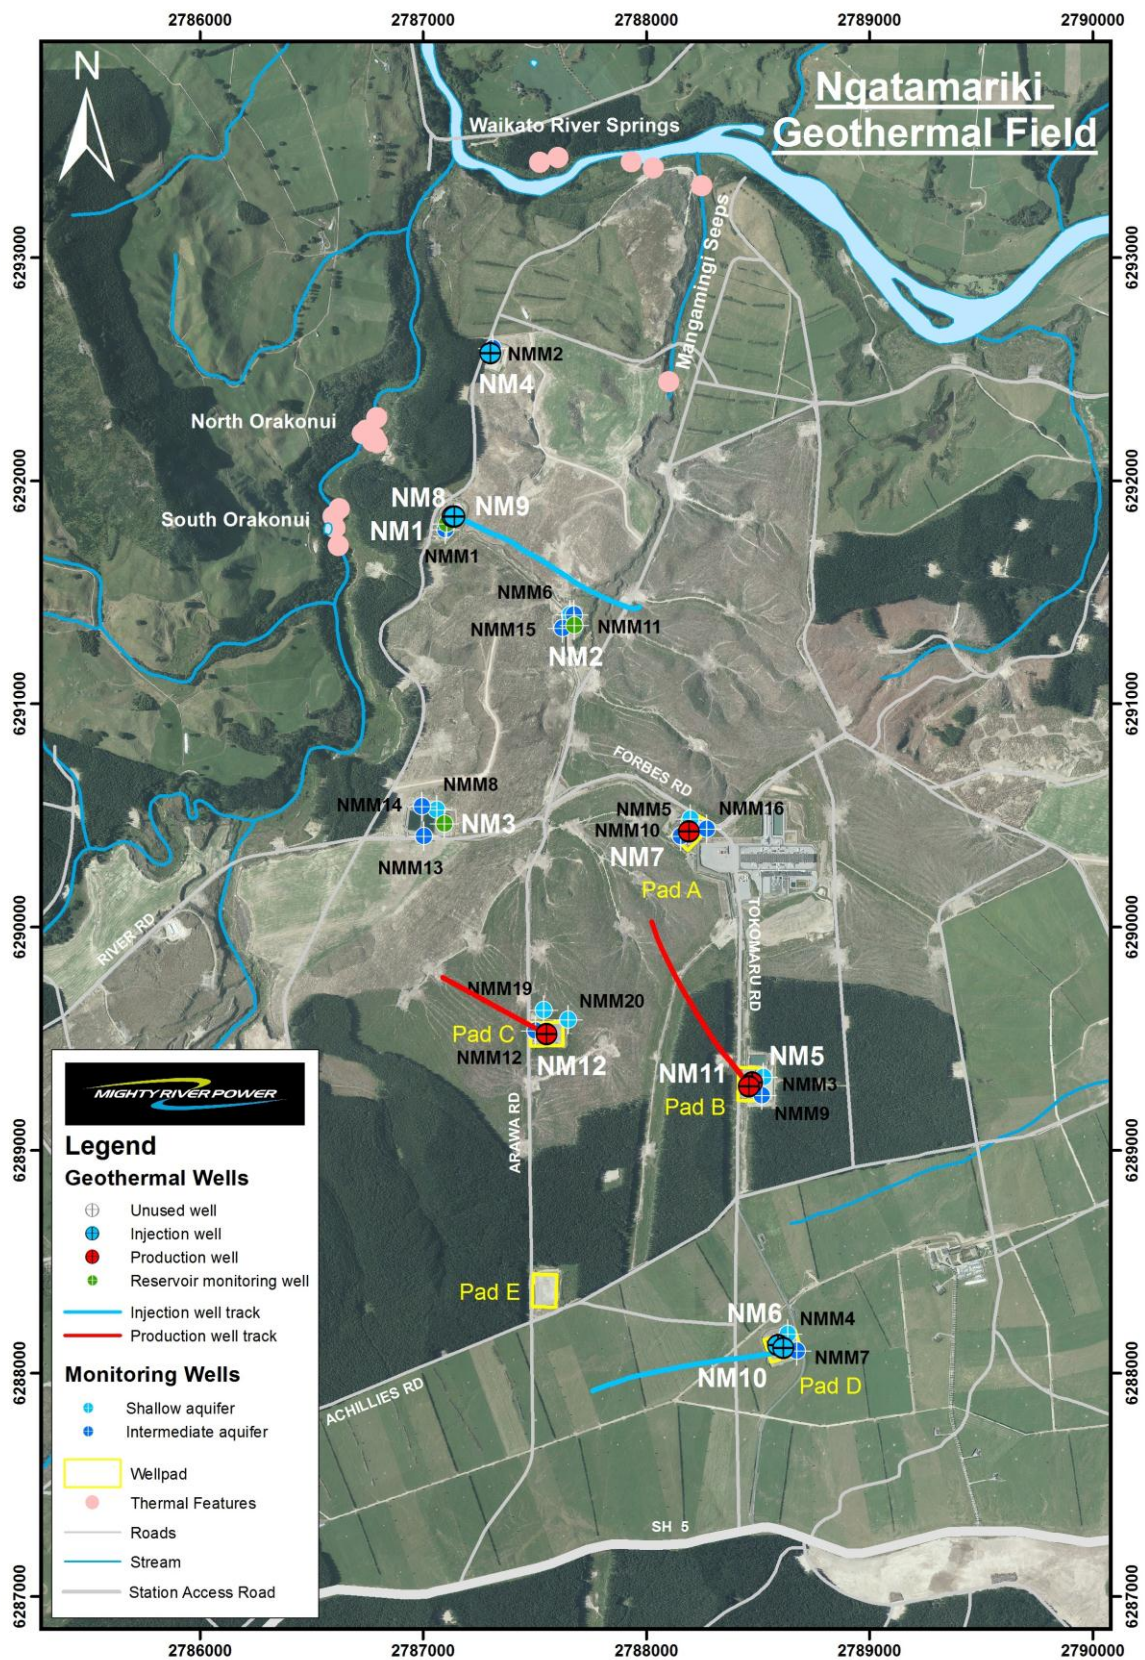 2786000
2787000
2788000
2789000
2790000
N
Ngatamariki
Geothermal Field
Waikato River Springs
6293000
6293000
Mangamingi Seeps
NMM2
NM4
North Orakonui
6292000
6292000
NM8
NM9
South Orakonui
NM1
NMM1
NMM6
NMM15
NMM11
NM2
6291000
6291000
FORBES RD
NMM8
NMM14
NM3
NMM13
NMM5
NMM16
NMM10
NM7
Pad A
6290000
6290000
RIVER RD
TOKOMARU RD
NMM19
NMM20
Pad C
NMM12
NM12
NM5
NM11
NMM3
Pad B
NMM9
ARAWA RD
6289000
6289000
MIGHTY RIVER POWER
Legend
Geothermal Wells
Unused well
Injection well
Production well
Reservoir monitoring well
Injection well track
Production well track
Monitoring Wells
Shallow aquifer
Intermediate aquifer
Wellpad
Thermal Features
Roads
Stream
Station Access Road
Pad E
NM6
NMM4
NMM7
NM10
Pad D
6288000
6288000
ACHILLIES RD
SH 5
6287000
6287000
2786000
2787000
2788000
2789000
2790000